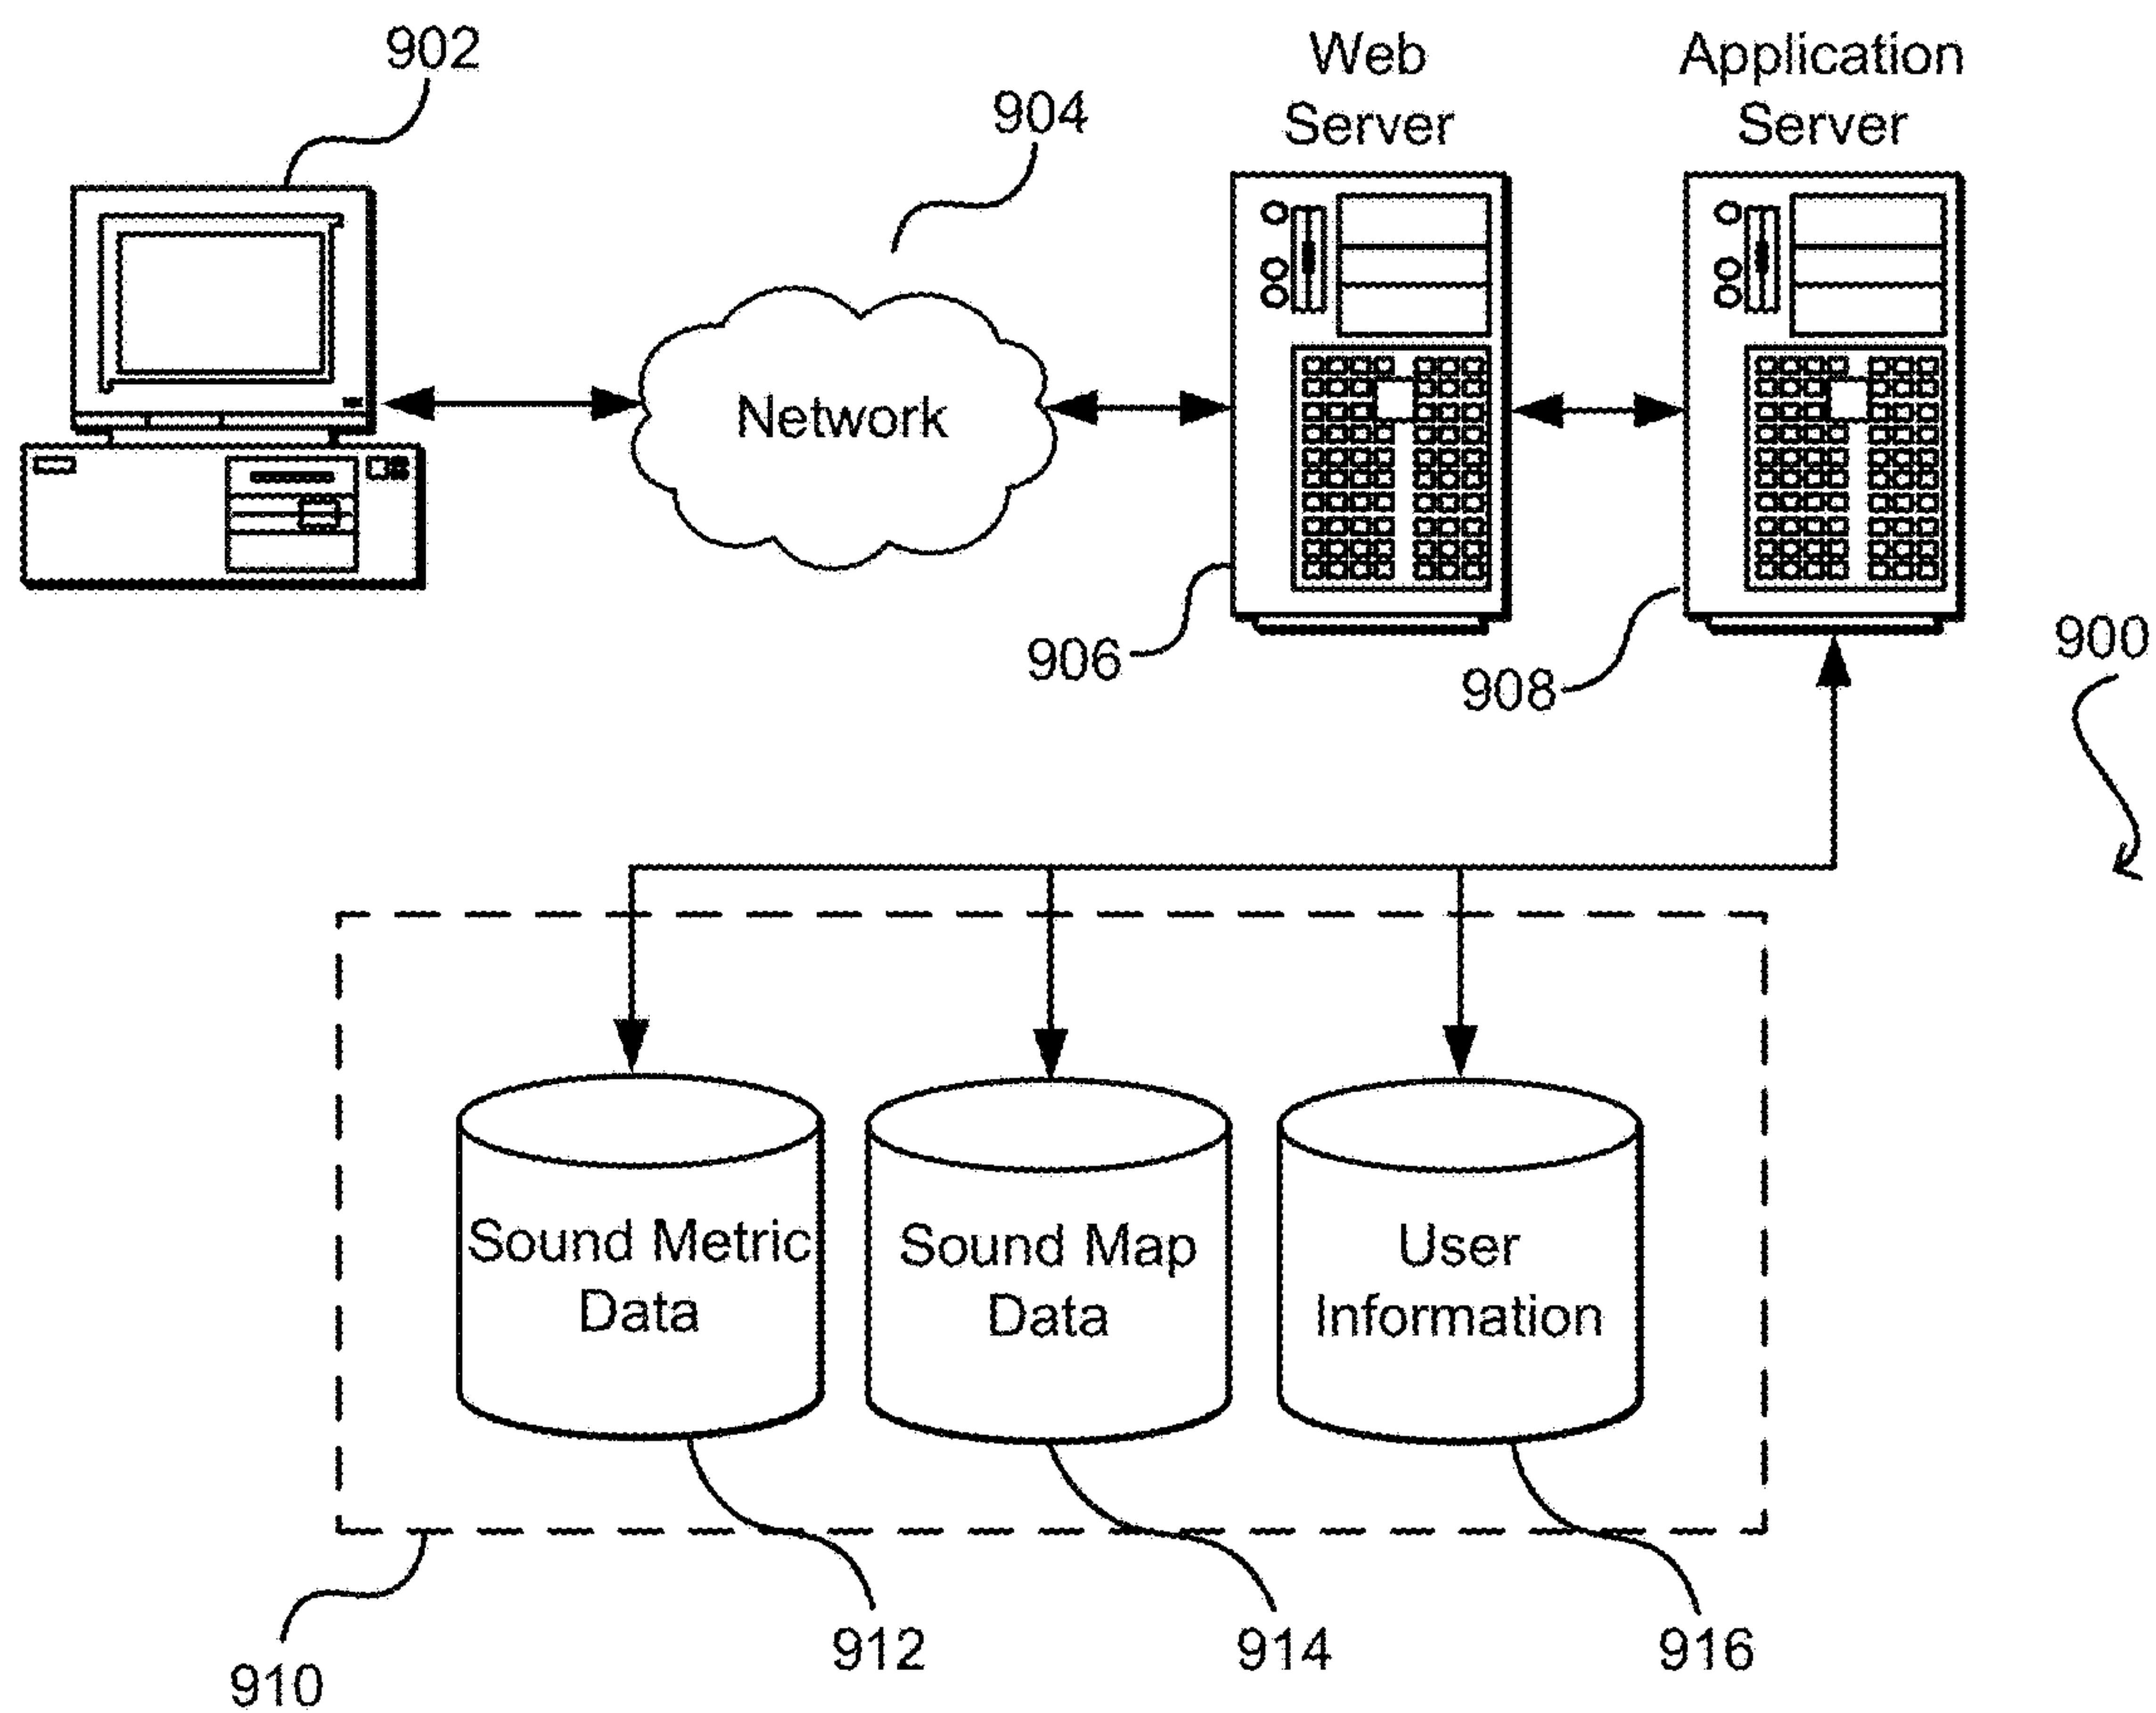 902
904
Web
Server
Application
Server
Network
906
908
900
Sound Metric
Data
Sound Map
Data
User
Information
910
912
914
916